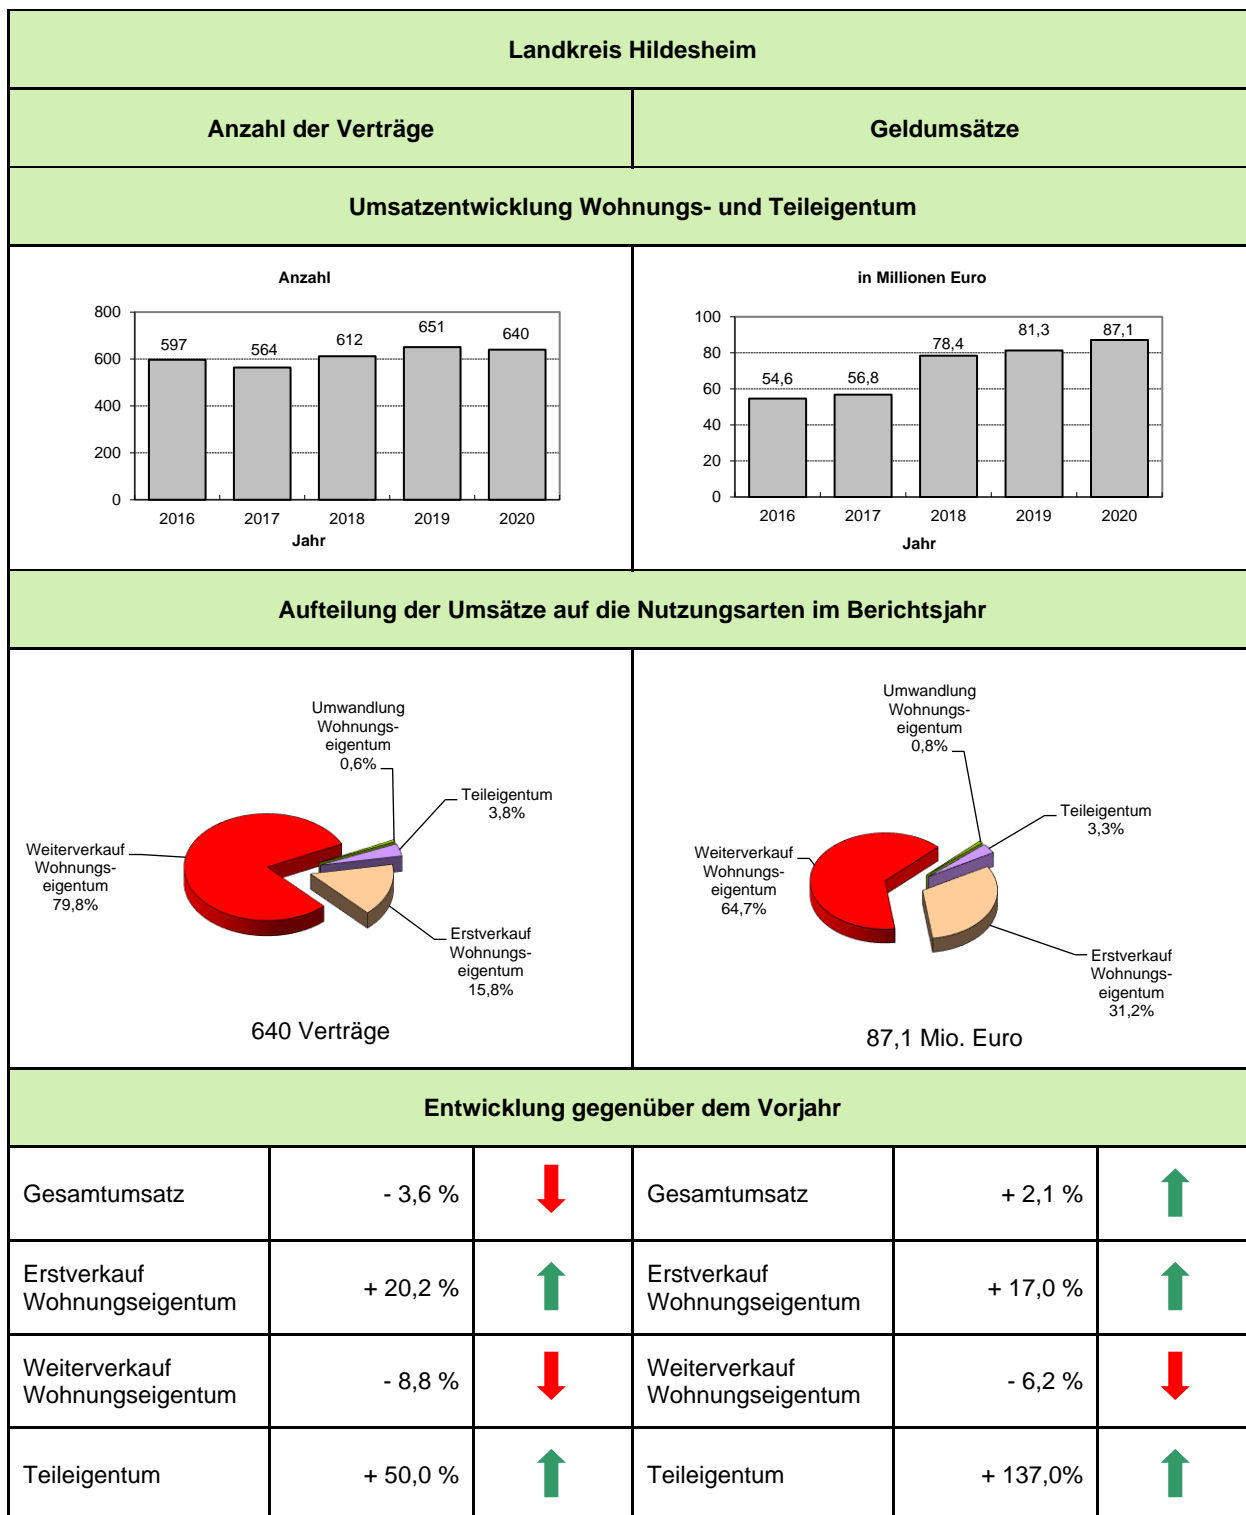 Landkreis Hildesheim
Anzahl der Verträge
Geldumsätze
Umsatzentwicklung Wohnungs- und Teileigentum
Anzahl
800
600
400
200
0
597
564
612
651
640
2016
2017
2018
2019
2020
Jahr
in Millionen Euro
100
80
60
40
20
0
54,6
56,8
78,4
81,3
87,1
2016
2017
2018
2019
2020
Jahr
Aufteilung der Umsätze auf die Nutzungsarten im Berichtsjahr
Umwandlung
Wohnungs-
eigentum
0,6%
Teileigentum
3,8%
Weiterverkauf
Wohnungs-
eigentum
79,8%
Erstverkauf
Wohnungs-
eigentum
15,8%
640 Verträge
Umwandlung
Wohnungs-
eigentum
0,8%
Teileigentum
3,3%
Weiterverkauf
Wohnungs-
eigentum
64,7%
Erstverkauf
Wohnungs-
eigentum
31,2%
87,1 Mio. Euro
Entwicklung gegenüber dem Vorjahr
Gesamtumsatz
- 3,6 %
Gesamtumsatz
+ 2,1 %
Erstverkauf
Wohnungseigentum
+ 20,2 %
Erstverkauf
Wohnungseigentum
+ 17,0 %
Weiterverkauf
Wohnungseigentum
- 8,8 %
Weiterverkauf
Wohnungseigentum
- 6,2 %
Teileigentum
+ 50,0 %
Teileigentum
+ 137,0%